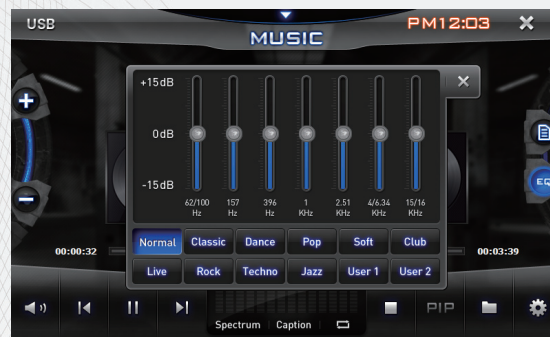 USB
MUSIC
PM12:03
+15dB
0dB
-15dB
62/100 Hz
157 Hz
396 Hz
1 KHz
2.51 KHz
4/6.34 KHz
15/16 KHz
Normal Classic Dance Pop Soft Club
Live Rock Techno Jazz User 1 User 2
EQ
00:00:32
00:03:39
PIP
Spectrum Caption